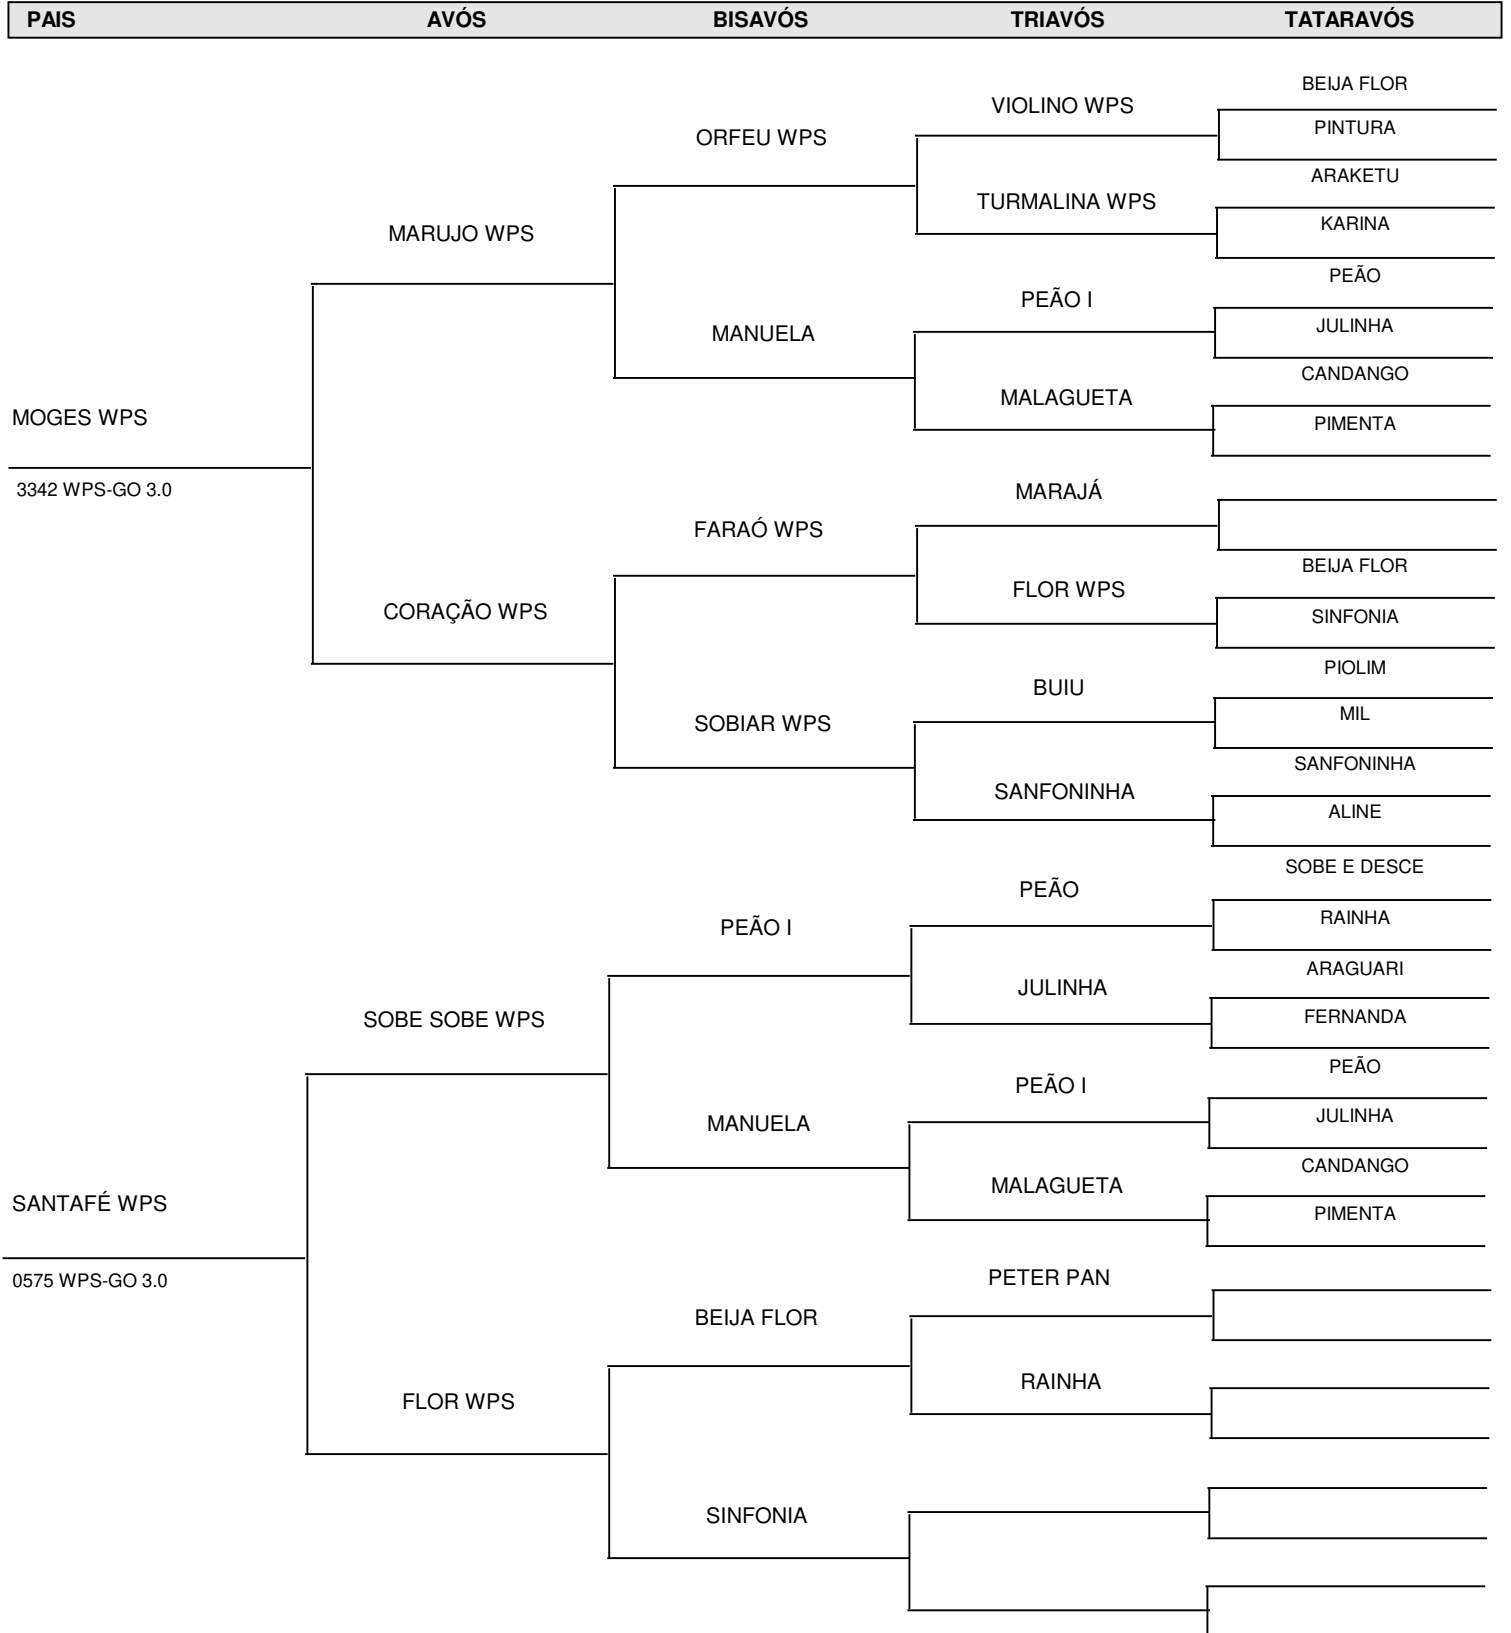 PAIS AVÓS BISAVÓS TRIAVÓS TATARAVÓS
BEIJA FLOR
VIOLINO WPS
PINTURA
ORFEU WPS
ARAKETU
TURMALINA WPS
KARINA
MARUJO WPS
PEÃO
PEÃO I
JULINHA
MANUELA
CANDANGO
MALAGUETA
PIMENTA
MOGES WPS
3342 WPS-GO 3.0
MARAJÁ
FARAÓ WPS
BEIJA FLOR
FLOR WPS
SINFONIA
CORAÇÃO WPS
PIOLIM
BUIU
MIL
SOBIAR WPS
SANFONINHA
SANFONINHA
ALINE
SOBE E DESCE
PEÃO
RAINHA
PEÃO I
ARAGUARI
JULINHA
FERNANDA
SOBE SOBE WPS
PEÃO
PEÃO I
JULINHA
MANUELA
CANDANGO
MALAGUETA
PIMENTA
SANTAFÉ WPS
0575 WPS-GO 3.0
PETER PAN
BEIJA FLOR
RAINHA
FLOR WPS
SINFONIA